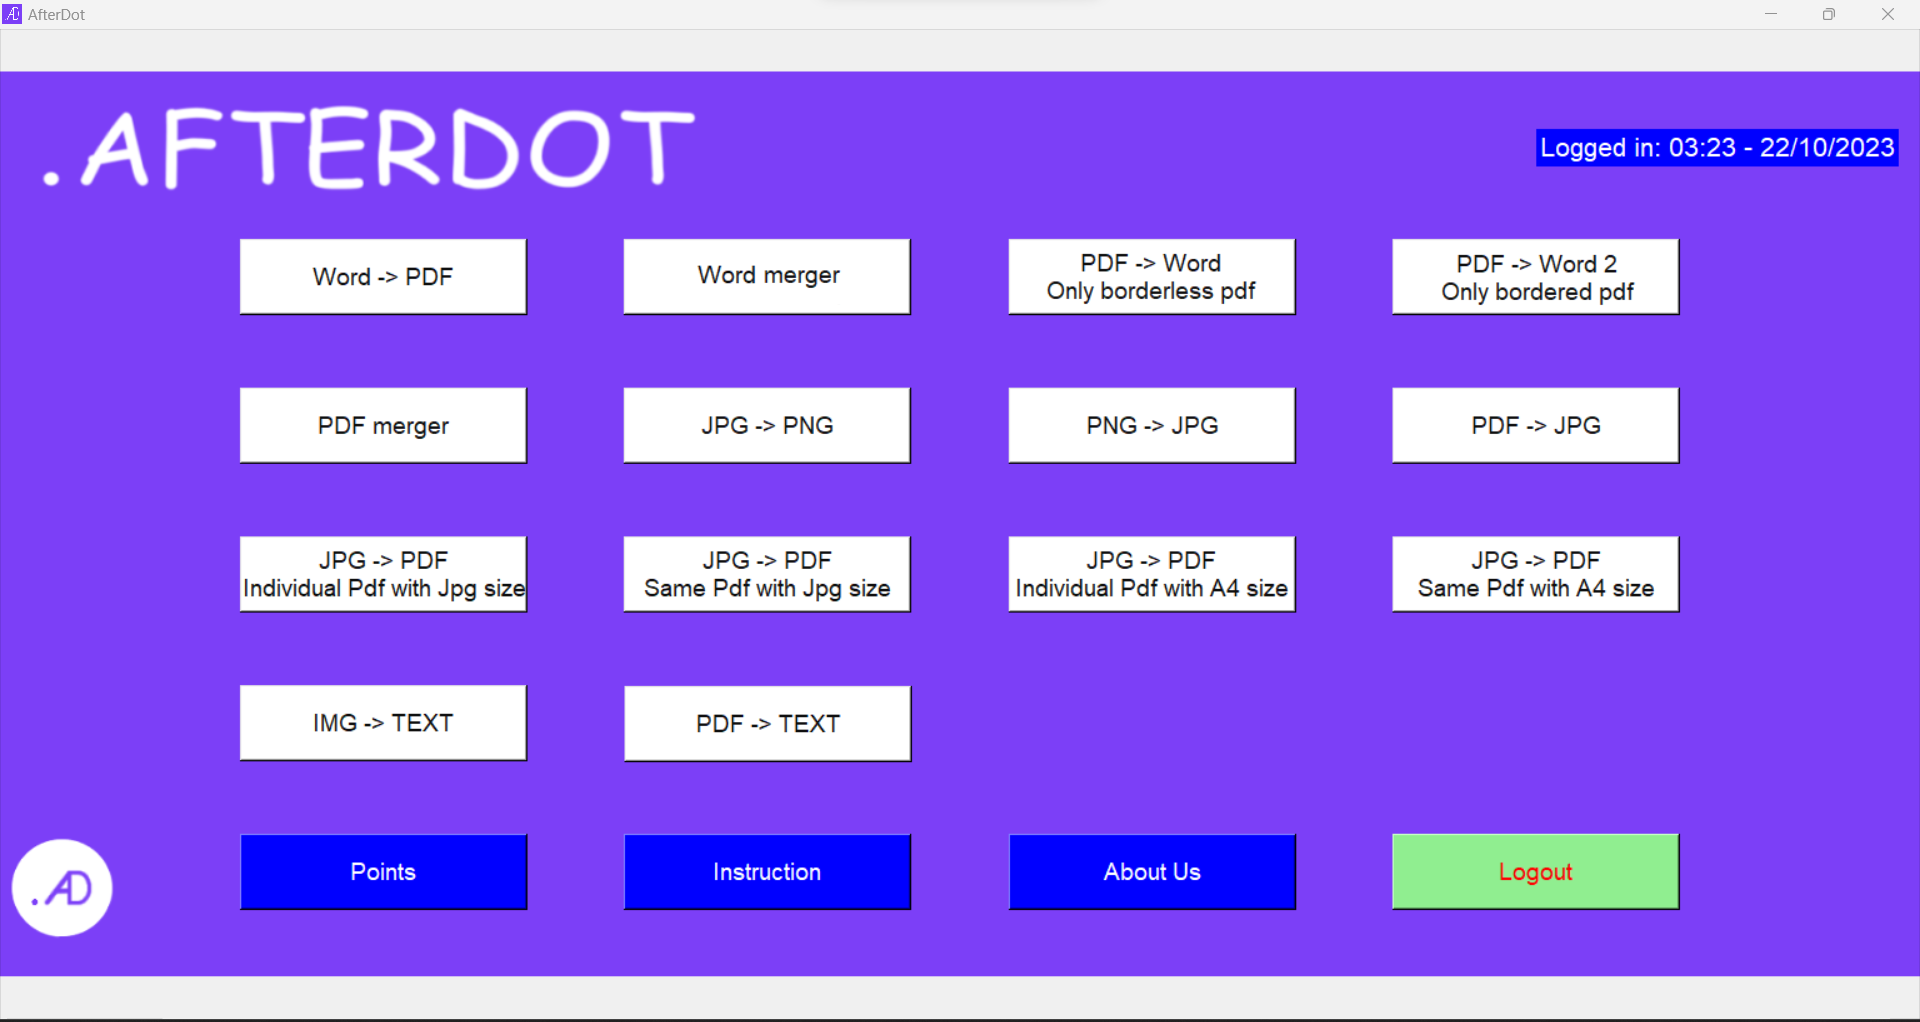 AfterDot
.AFTERDOT
Logged in: 03:23 - 22/10/2023
Word -> PDF
Word merger
PDF -> Word
Only borderless pdf
PDF -> Word 2
Only bordered pdf
PDF merger
JPG -> PNG
PNG -> JPG
PDF -> JPG
JPG -> PDF
Individual Pdf with Jpg size
JPG -> PDF
Same Pdf with Jpg size
JPG -> PDF
Individual Pdf with A4 size
JPG -> PDF
Same Pdf with A4 size
IMG -> TEXT
PDF -> TEXT
.AD
Points
Instruction
About Us
Logout